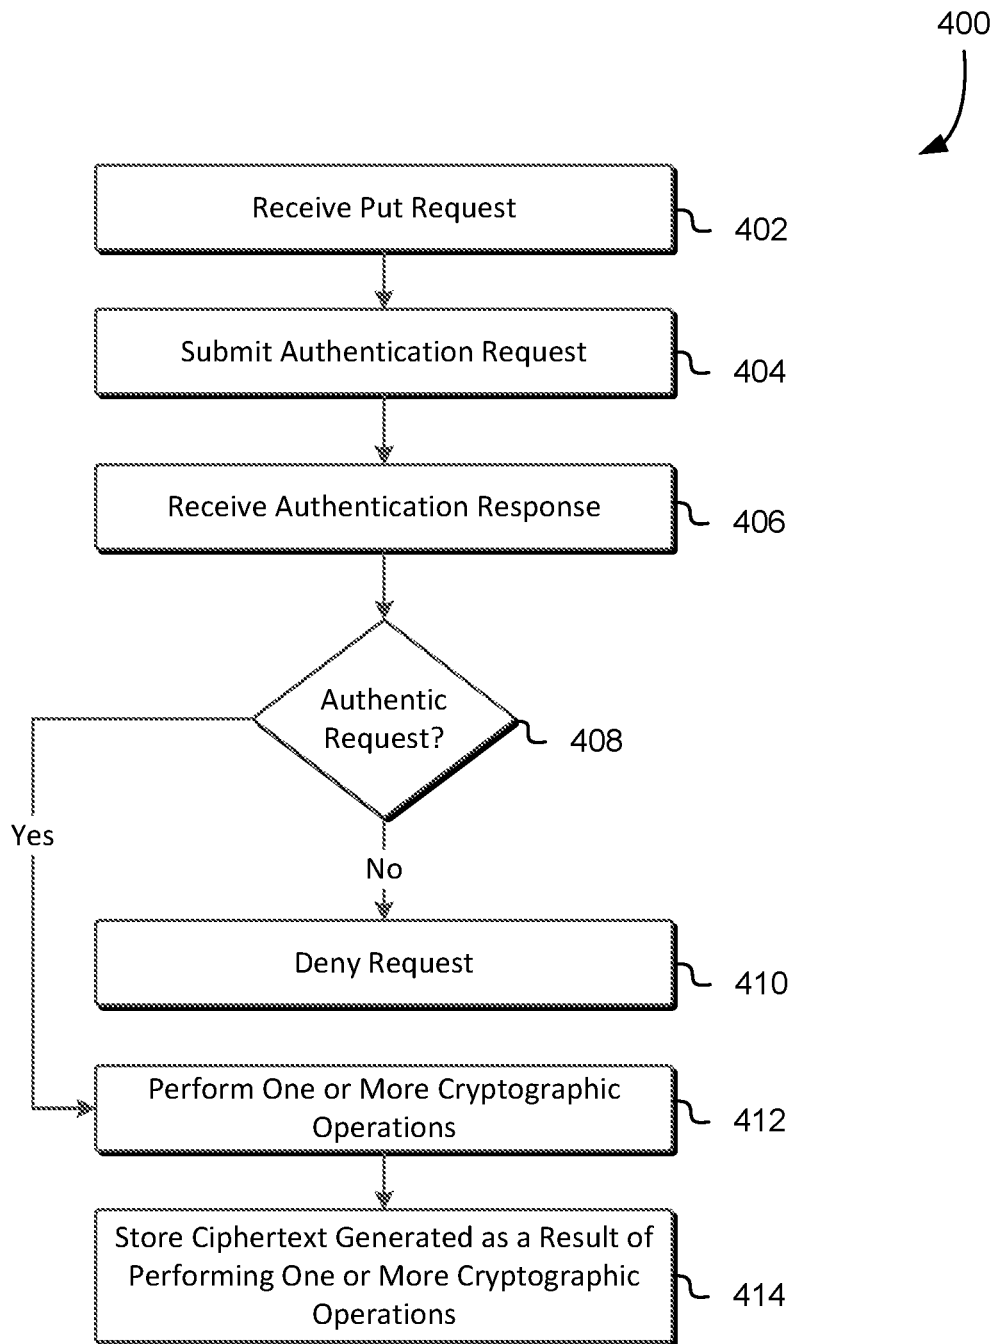 400
Receive Put Request
402
Submit Authentication Request
404
Receive Authentication Response
406
Authentic
Request?
408
Yes
No
Deny Request
410
Perform One or More Cryptographic
Operations
412
Store Ciphertext Generated as a Result of
Performing One or More Cryptographic
Operations
414